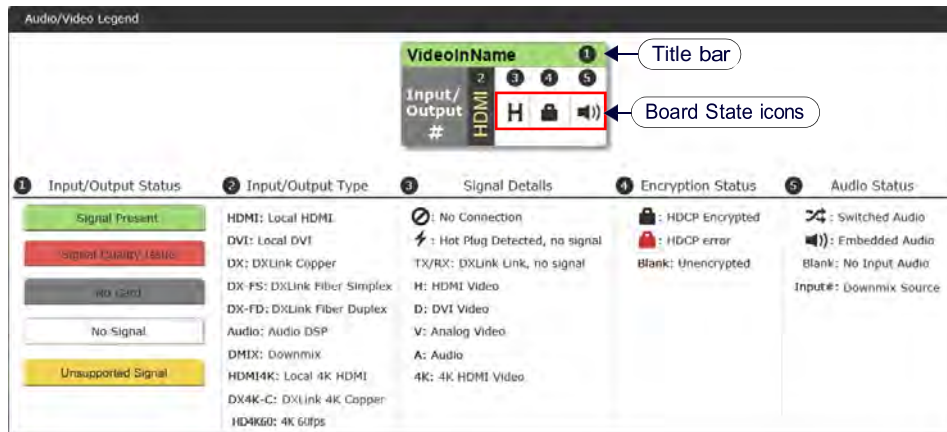 Audio/Video Legend
VideoInName 1
Title bar
Input/
Output
#
2
HDMI
3 4 5
H
Board State icons
1 Input/Output Status
Signal Present
Signal Quality Issue
No Card
No Signal
Unsupported Signal
2 Input/Output Type
HDMI: Local HDMI
DVI: Local DVI
DX: DXLink Copper
DX-FS: DXLink Fiber Simplex
DX-FD: DXLink Fiber Duplex
Audio: Audio DSP
DMIX: Downmix
HDMI4K: Local 4K HDMI
DX4K-C: DXLink 4K Copper
HD4K60: 4K 60fps
3 Signal Details
: No Connection
: Hot Plug Detected, no signal
TX/RX: DXLink Link, no signal
H: HDMI Video
D: DVI Video
V: Analog Video
A: Audio
4K: 4K HDMI Video
4 Encryption Status
: HDCP Encrypted
: HDCP error
Blank: Unencrypted
5 Audio Status
: Switched Audio
: Embedded Audio
Blank: No Input Audio
Input#: Downmix Source